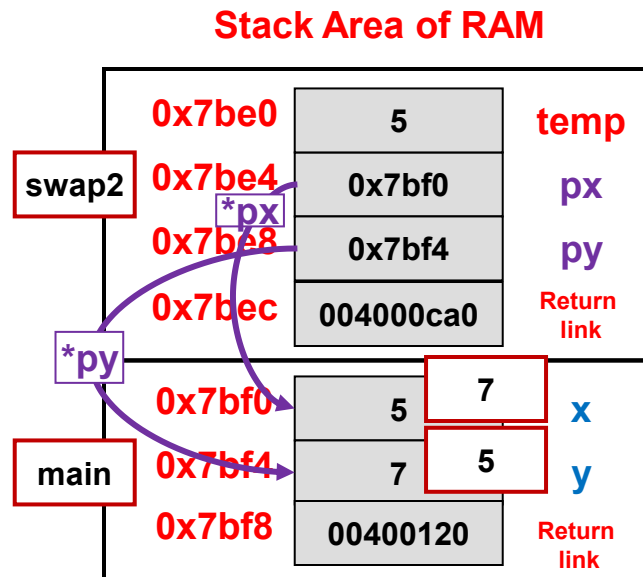 Stack Area of RAM
0x7be0 5 temp
swap2
0x7be4 0x7bf0 px
*px
0x7be8 0x7bf4 py
0x7bec 004000ca0 Return link
*py
0x7bf0 5 7 x
main
0x7bf4 7 5 y
0x7bf8 00400120 Return link